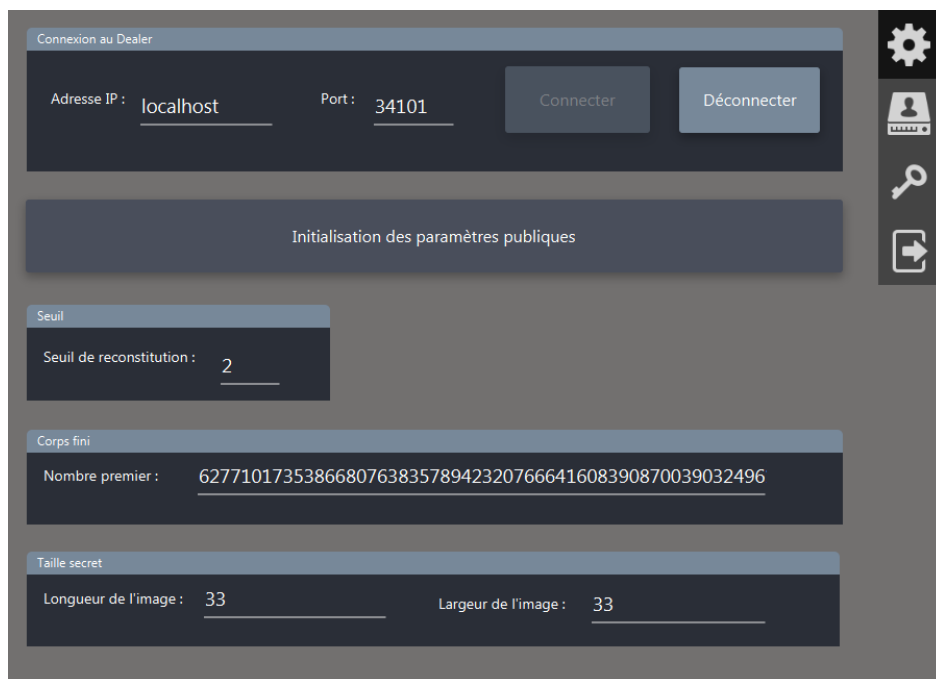 Connexion au Dealer
Adresse IP : localhost Port : 34101 Connecter Déconnecter
Initialisation des paramètres publiques
Seuil
Seuil de reconstitution : 2
Corps fini
Nombre premier : 627710173538668076383578942320766641608390870039032496
Taille secret
Longueur de l'image : 33 Largeur de l'image : 33